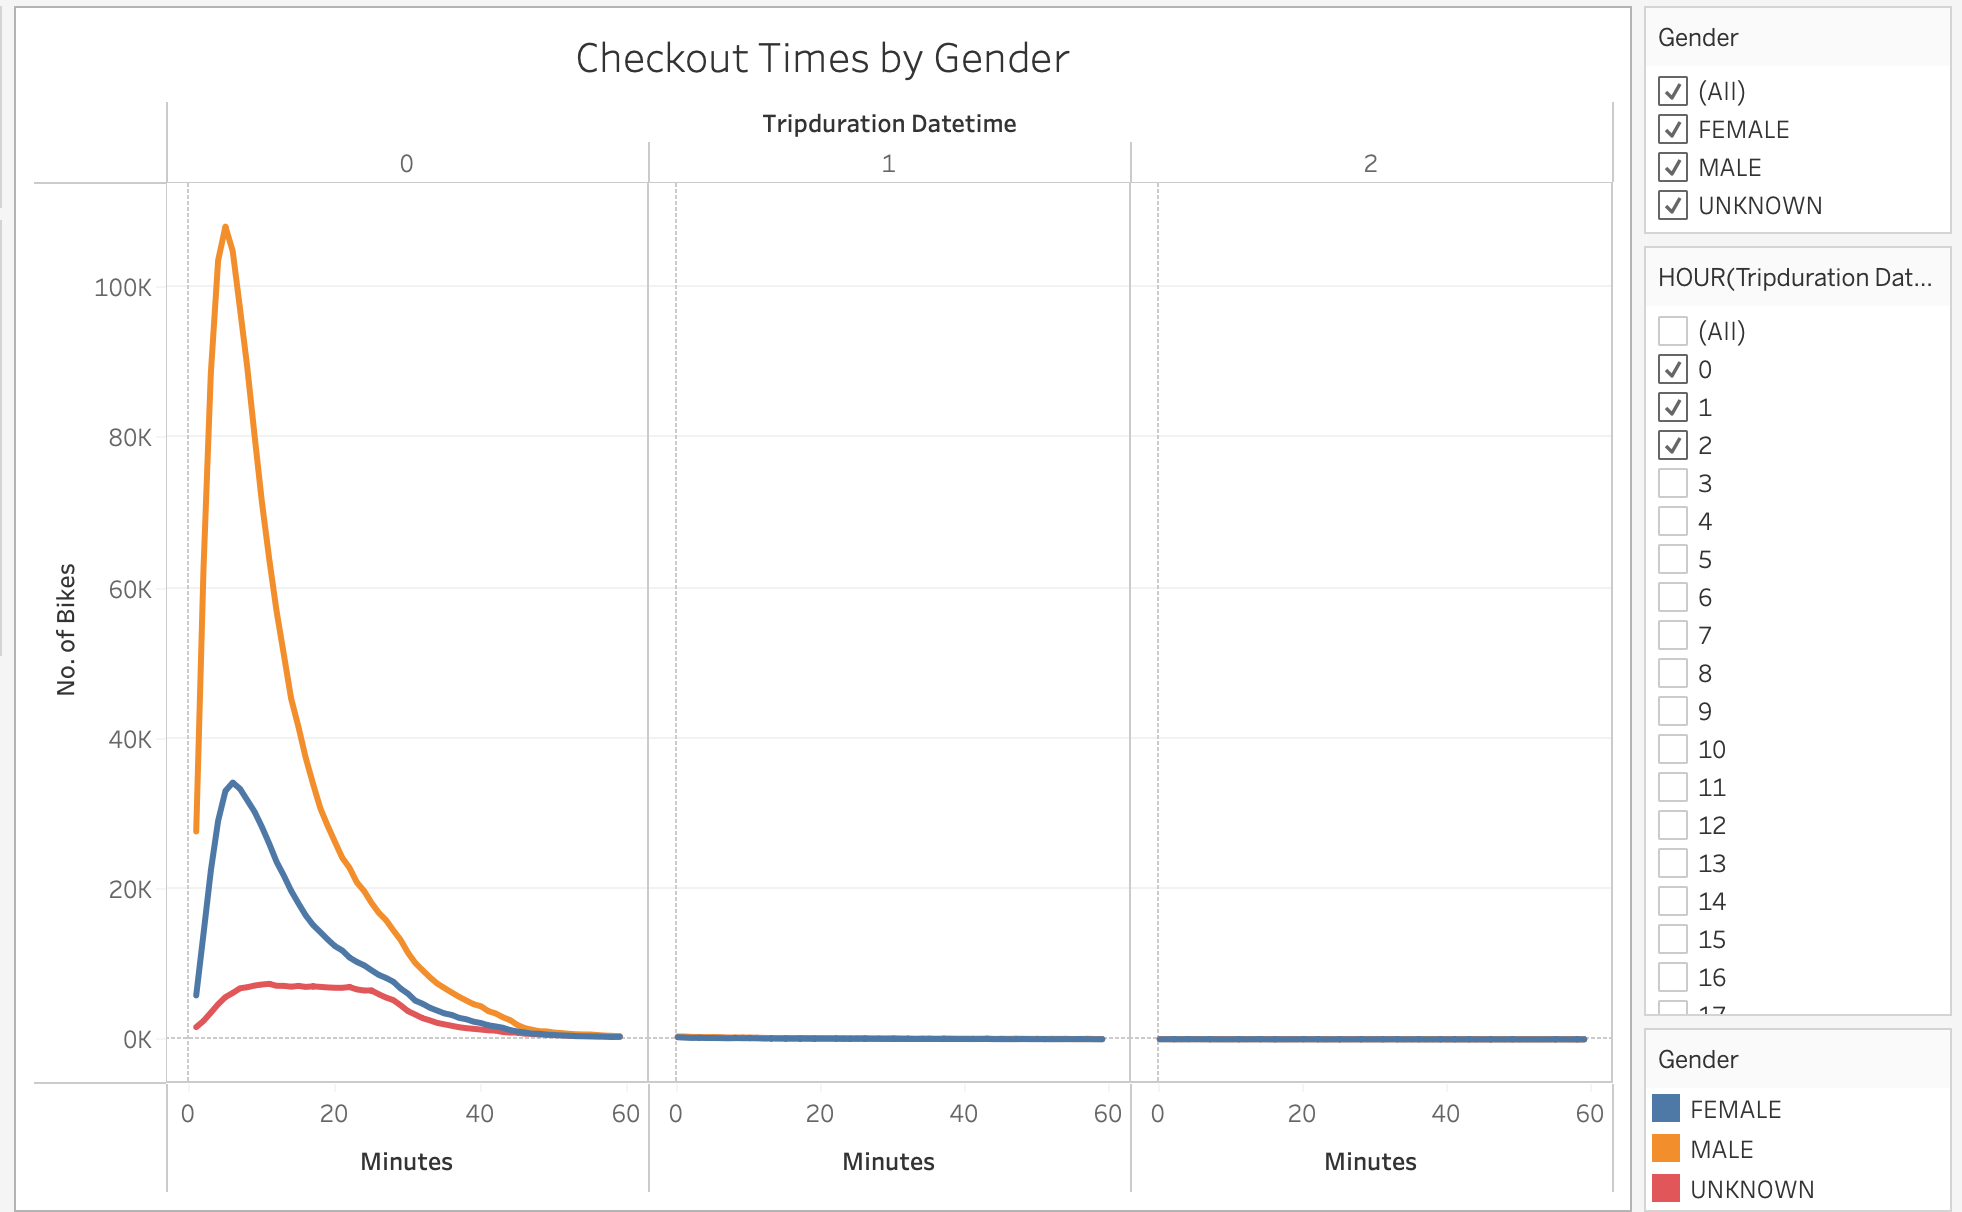 Checkout Times by Gender
Tripduration Datetime
0 1 2
100K
80K
60K
40K
20K
0K
No. of Bikes
0 20 40 60 0 20 40 60 0 20 40 60
Minutes Minutes Minutes
Gender
(All)
FEMALE
MALE
UNKNOWN
HOUR(Tripduration Dat...
(All)
0
1
2
3
4
5
6
7
8
9
10
11
12
13
14
15
16
17
Gender
FEMALE
MALE
UNKNOWN